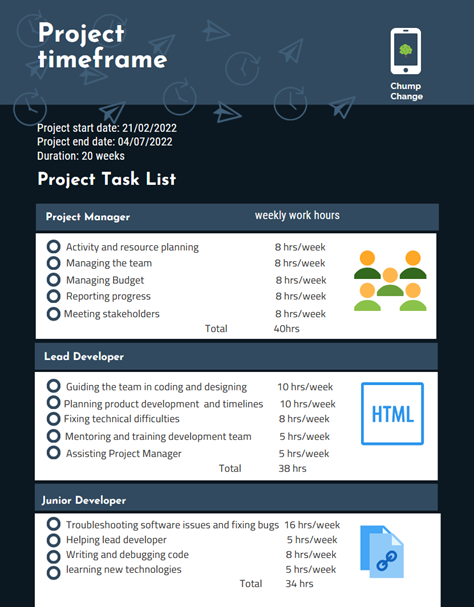 Project
timeframe
Chump
Change
Project start date: 21/02/2022
Project end date: 04/07/2022
Duration: 20 weeks
Project Task List
Project Manager weekly work hours
Activity and resource planning 8 hrs/week
Managing the team 8 hrs/week
Managing Budget 8 hrs/week
Reporting progress 8 hrs/week
Meeting stakeholders 8 hrs/week
Total 40hrs
Lead Developer
Guiding the team in coding and designing 10 hrs/week
Planning product development and timelines 10 hrs/week
Fixing technical difficulties 8 hrs/week
Mentoring and training development team 5 hrs/week
Assisting Project Manager 5 hrs/week
Total 38 hrs
HTML
Junior Developer
Troubleshooting software issues and fixing bugs 16 hrs/week
Helping lead developer 5 hrs/week
Writing and debugging code 8 hrs/week
learning new technologies 5 hrs/week
Total 34 hrs